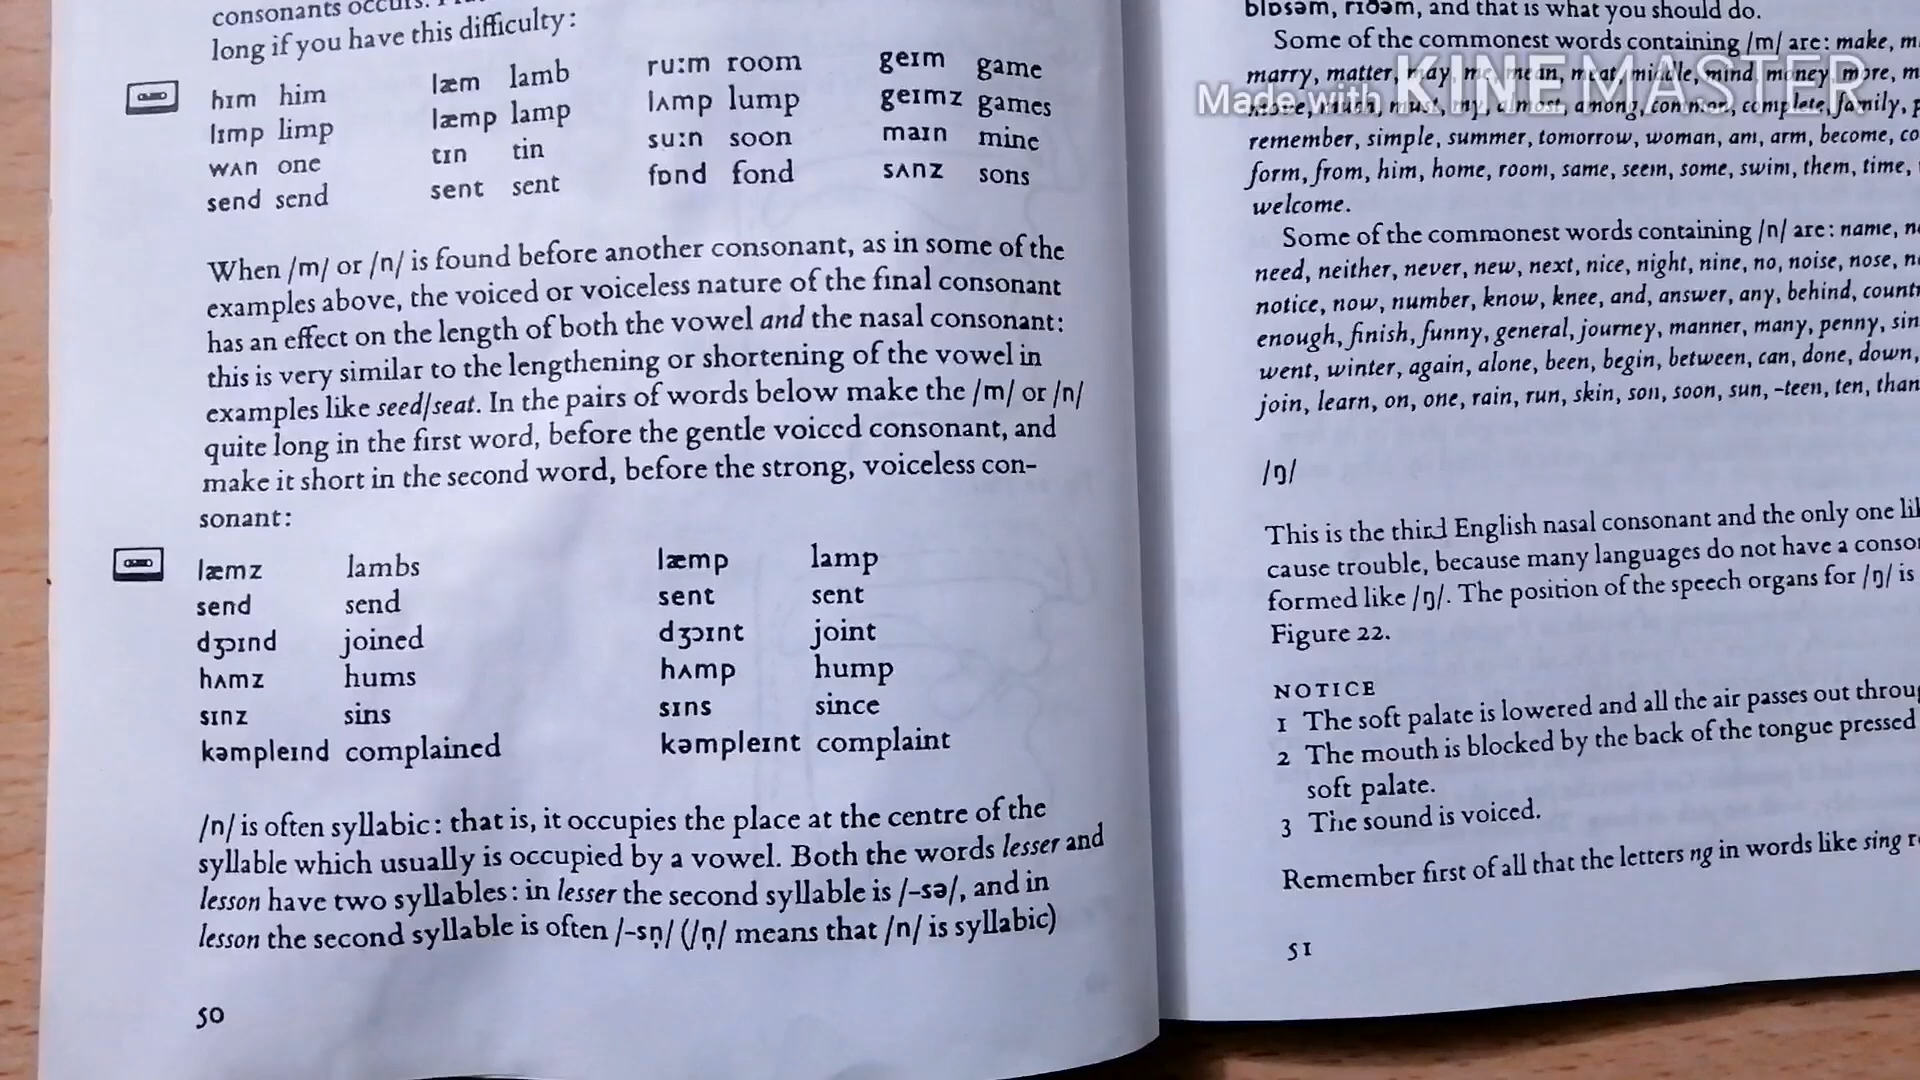 consonants occurs.
long if you have this difficulty:
hɪm him læm lamb ruːm room geɪm game
lɪmp limp læmp lamp lʌmp lump geɪmz games
wʌn one tɪn tin suːn soon maɪn mine
send send sent sent fɒnd fond sʌnz sons
When /m/ or /n/ is found before another consonant, as in some of the
examples above, the voiced or voiceless nature of the final consonant
has an effect on the length of both the vowel and the nasal consonant:
this is very similar to the lengthening or shortening of the vowel in
examples like seed/seat. In the pairs of words below make the /m/ or /n/
quite long in the first word, before the gentle voiced consonant, and
make it short in the second word, before the strong, voiceless con-
sonant:
læmz lambs læmp lamp
send send sent sent
dʒɔɪnd joined dʒɔɪnt joint
hʌmz hums hʌmp hump
sɪnz sins sɪns since
kəmpleɪnd complained kəmpleɪnt complaint
/n/ is often syllabic: that is, it occupies the place at the centre of the
syllable which usually is occupied by a vowel. Both the words lesser and
lesson have two syllables: in lesser the second syllable is /-sə/, and in
lesson the second syllable is often /-sṇ/ (/ṇ/ means that /n/ is syllabic)
50
blɒsəm, rɪðəm, and that is what you should do.
Some of the commonest words containing /m/ are: make,
marry, matter, may, me, mean, meat, middle, mind, money, more,
Made with KINEMASTER
move, much, must, my, almost, among, common, complete, family,
remember, simple, summer, tomorrow, woman, am, arm, become,
form, from, him, home, room, same, seem, some, swim, them, time,
welcome.
Some of the commonest words containing /n/ are: name,
need, neither, never, new, next, nice, night, nine, no, noise, nose,
notice, now, number, know, knee, and, answer, any, behind,
enough, finish, funny, general, journey, manner, many, penny,
went, winter, again, alone, been, begin, between, can, done, down,
join, learn, on, one, rain, run, skin, son, soon, sun, -teen, ten, than
/ŋ/
This is the third English nasal consonant and the only one
cause trouble, because many languages do not have a
formed like /ŋ/. The position of the speech organs for /ŋ/ is
Figure 22.
NOTICE
1 The soft palate is lowered and all the air passes out
2 The mouth is blocked by the back of the tongue pressed
soft palate.
3 The sound is voiced.
Remember first of all that the letters ng in words like sing
51